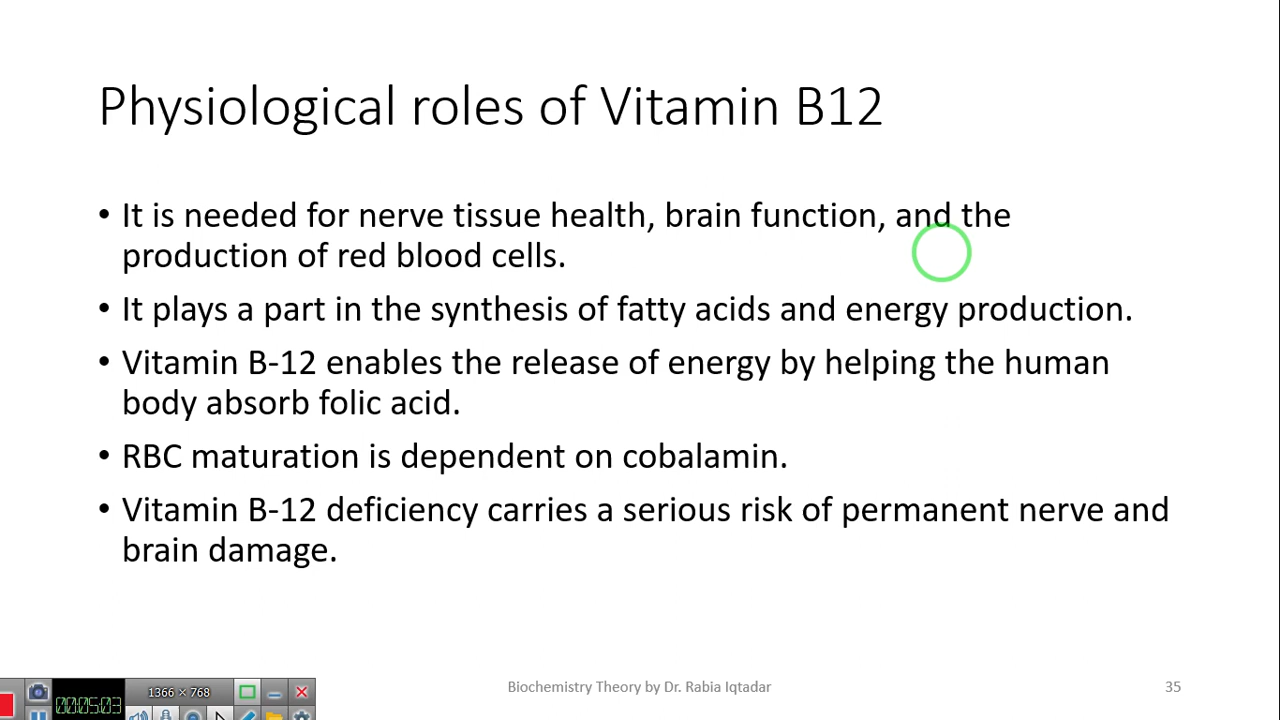 Physiological roles of Vitamin B12
• It is needed for nerve tissue health, brain function, and the
production of red blood cells.
• It plays a part in the synthesis of fatty acids and energy production.
• Vitamin B-12 enables the release of energy by helping the human
body absorb folic acid.
• RBC maturation is dependent on cobalamin.
• Vitamin B-12 deficiency carries a serious risk of permanent nerve and
brain damage.
Biochemistry Theory by Dr. Rabia Iqtadar
35
00:05:03
1366 × 768